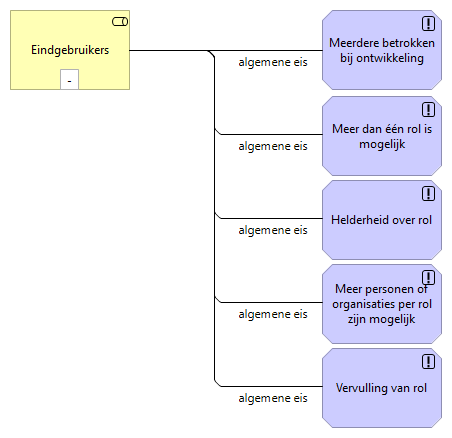 Eindgebruikers
-
algemene eis
Meerdere betrokken
bij ontwikkeling
algemene eis
Meer dan één rol is
mogelijk
algemene eis
Helderheid over rol
algemene eis
Meer personen of
organisaties per rol
zijn mogelijk
algemene eis
Vervulling van rol